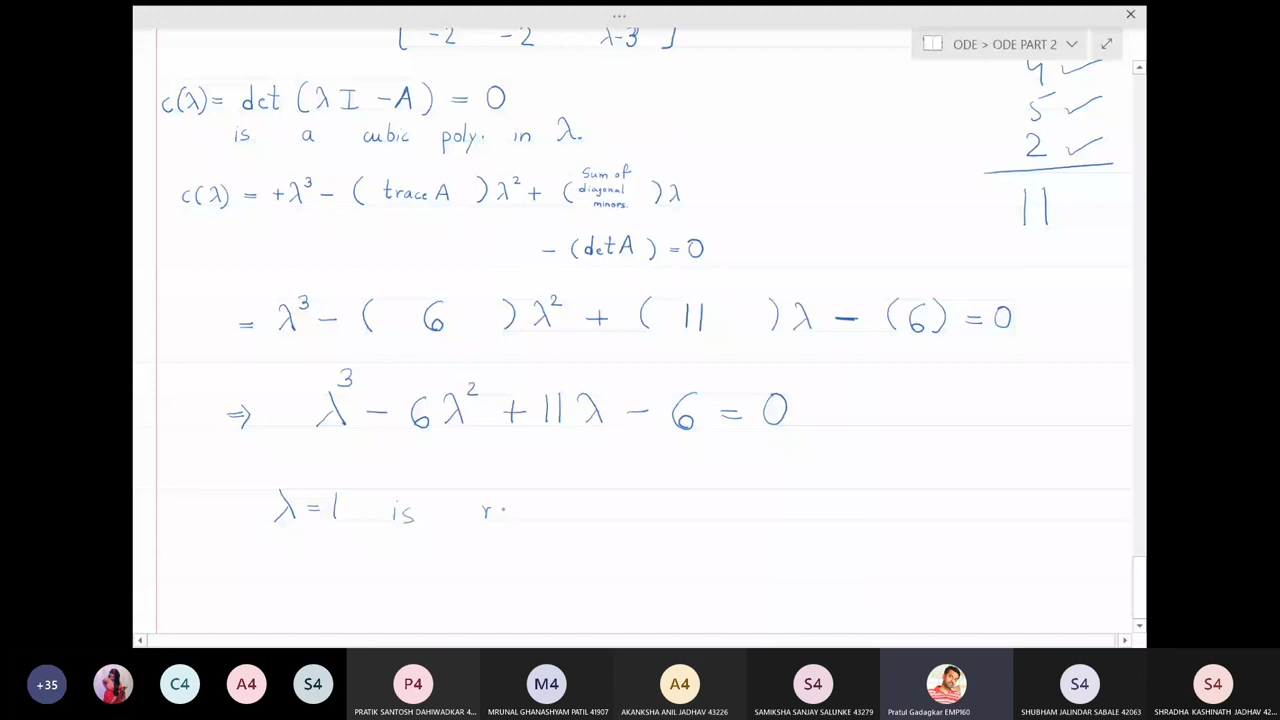 ODE > ODE PART 2
[ -2 -2 λ-3 ]
4 ✓
5 ✓
2 ✓
11
c(λ)= det (λI -A) = 0
is a cubic poly. in λ.
c(λ) = +λ³ - ( trace A )λ² + ( Sum of diagonal minors. )λ
- (det A) = 0
= λ³ - ( 6 )λ² + ( 11 )λ - (6) = 0
⇒ λ³ - 6λ² + 11λ - 6 = 0
λ = 1 is r
+35
C4
A4
S4
P4
M4
A4
S4
S4
S4
PRATIK SANTOSH DAHIWADKAR 4...
MRUNAL GHANASHYAM PATIL 41907
AKANKSHA ANIL JADHAV 43226
SAMIKSHA SANJAY SALUNKE 43279
Pratul Gadagkar EMP160
SHUBHAM JALINDAR SABALE 42063
SHRADHA KASHINATH JADHAV 42...